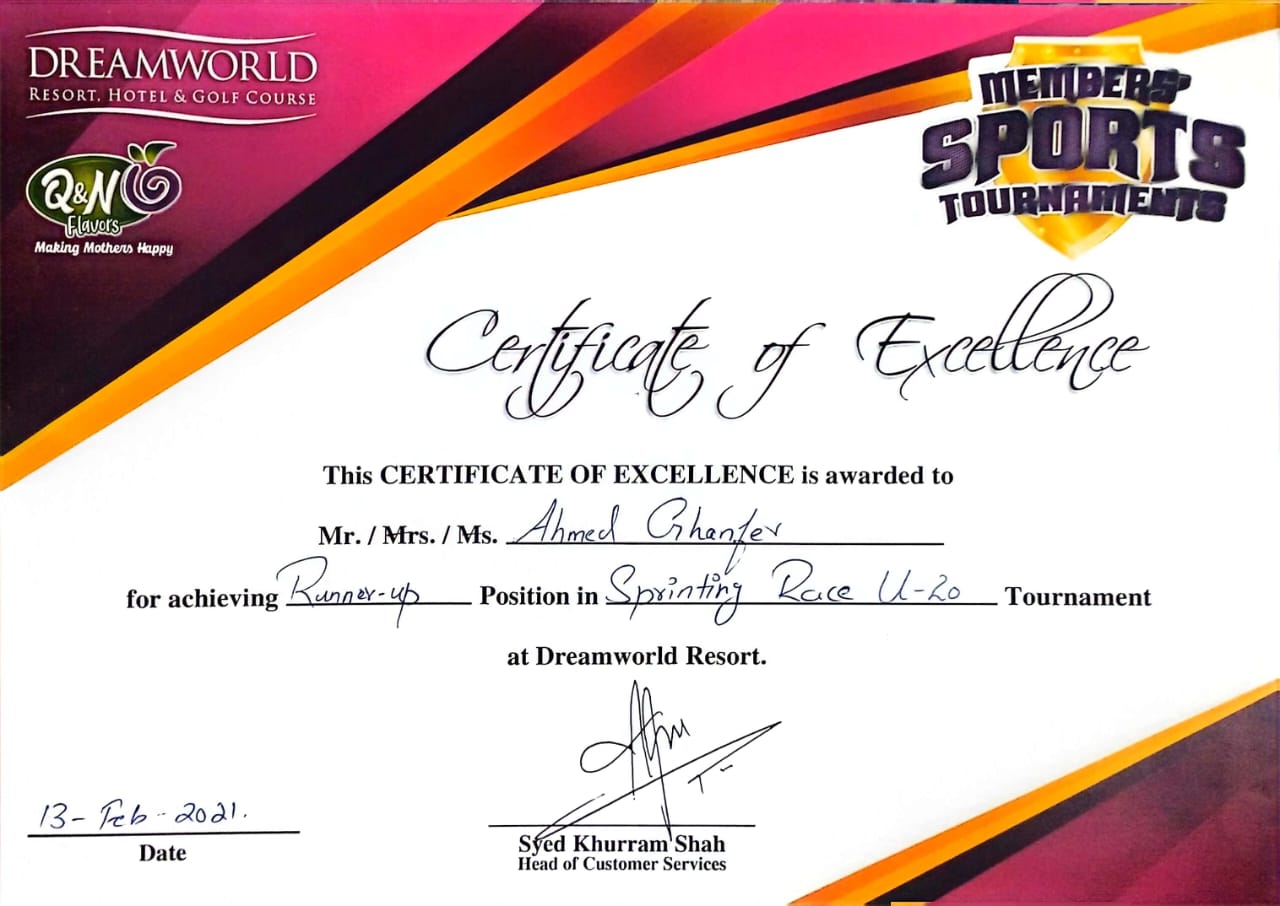 DREAMWORLD
RESORT, HOTEL & GOLF COURSE
Q&N
Flavors
Making Mothers Happy
MEMBERS'
SPORTS
TOURNAMENTS
Certificate of Excellence
This CERTIFICATE OF EXCELLENCE is awarded to
Mr. / Mrs. / Ms. Ahmed Ghanfer
for achieving Runner-up Position in Sprinting Race U-20 Tournament
at Dreamworld Resort.
13-Feb-2021.
Date
Syed Khurram Shah
Head of Customer Services